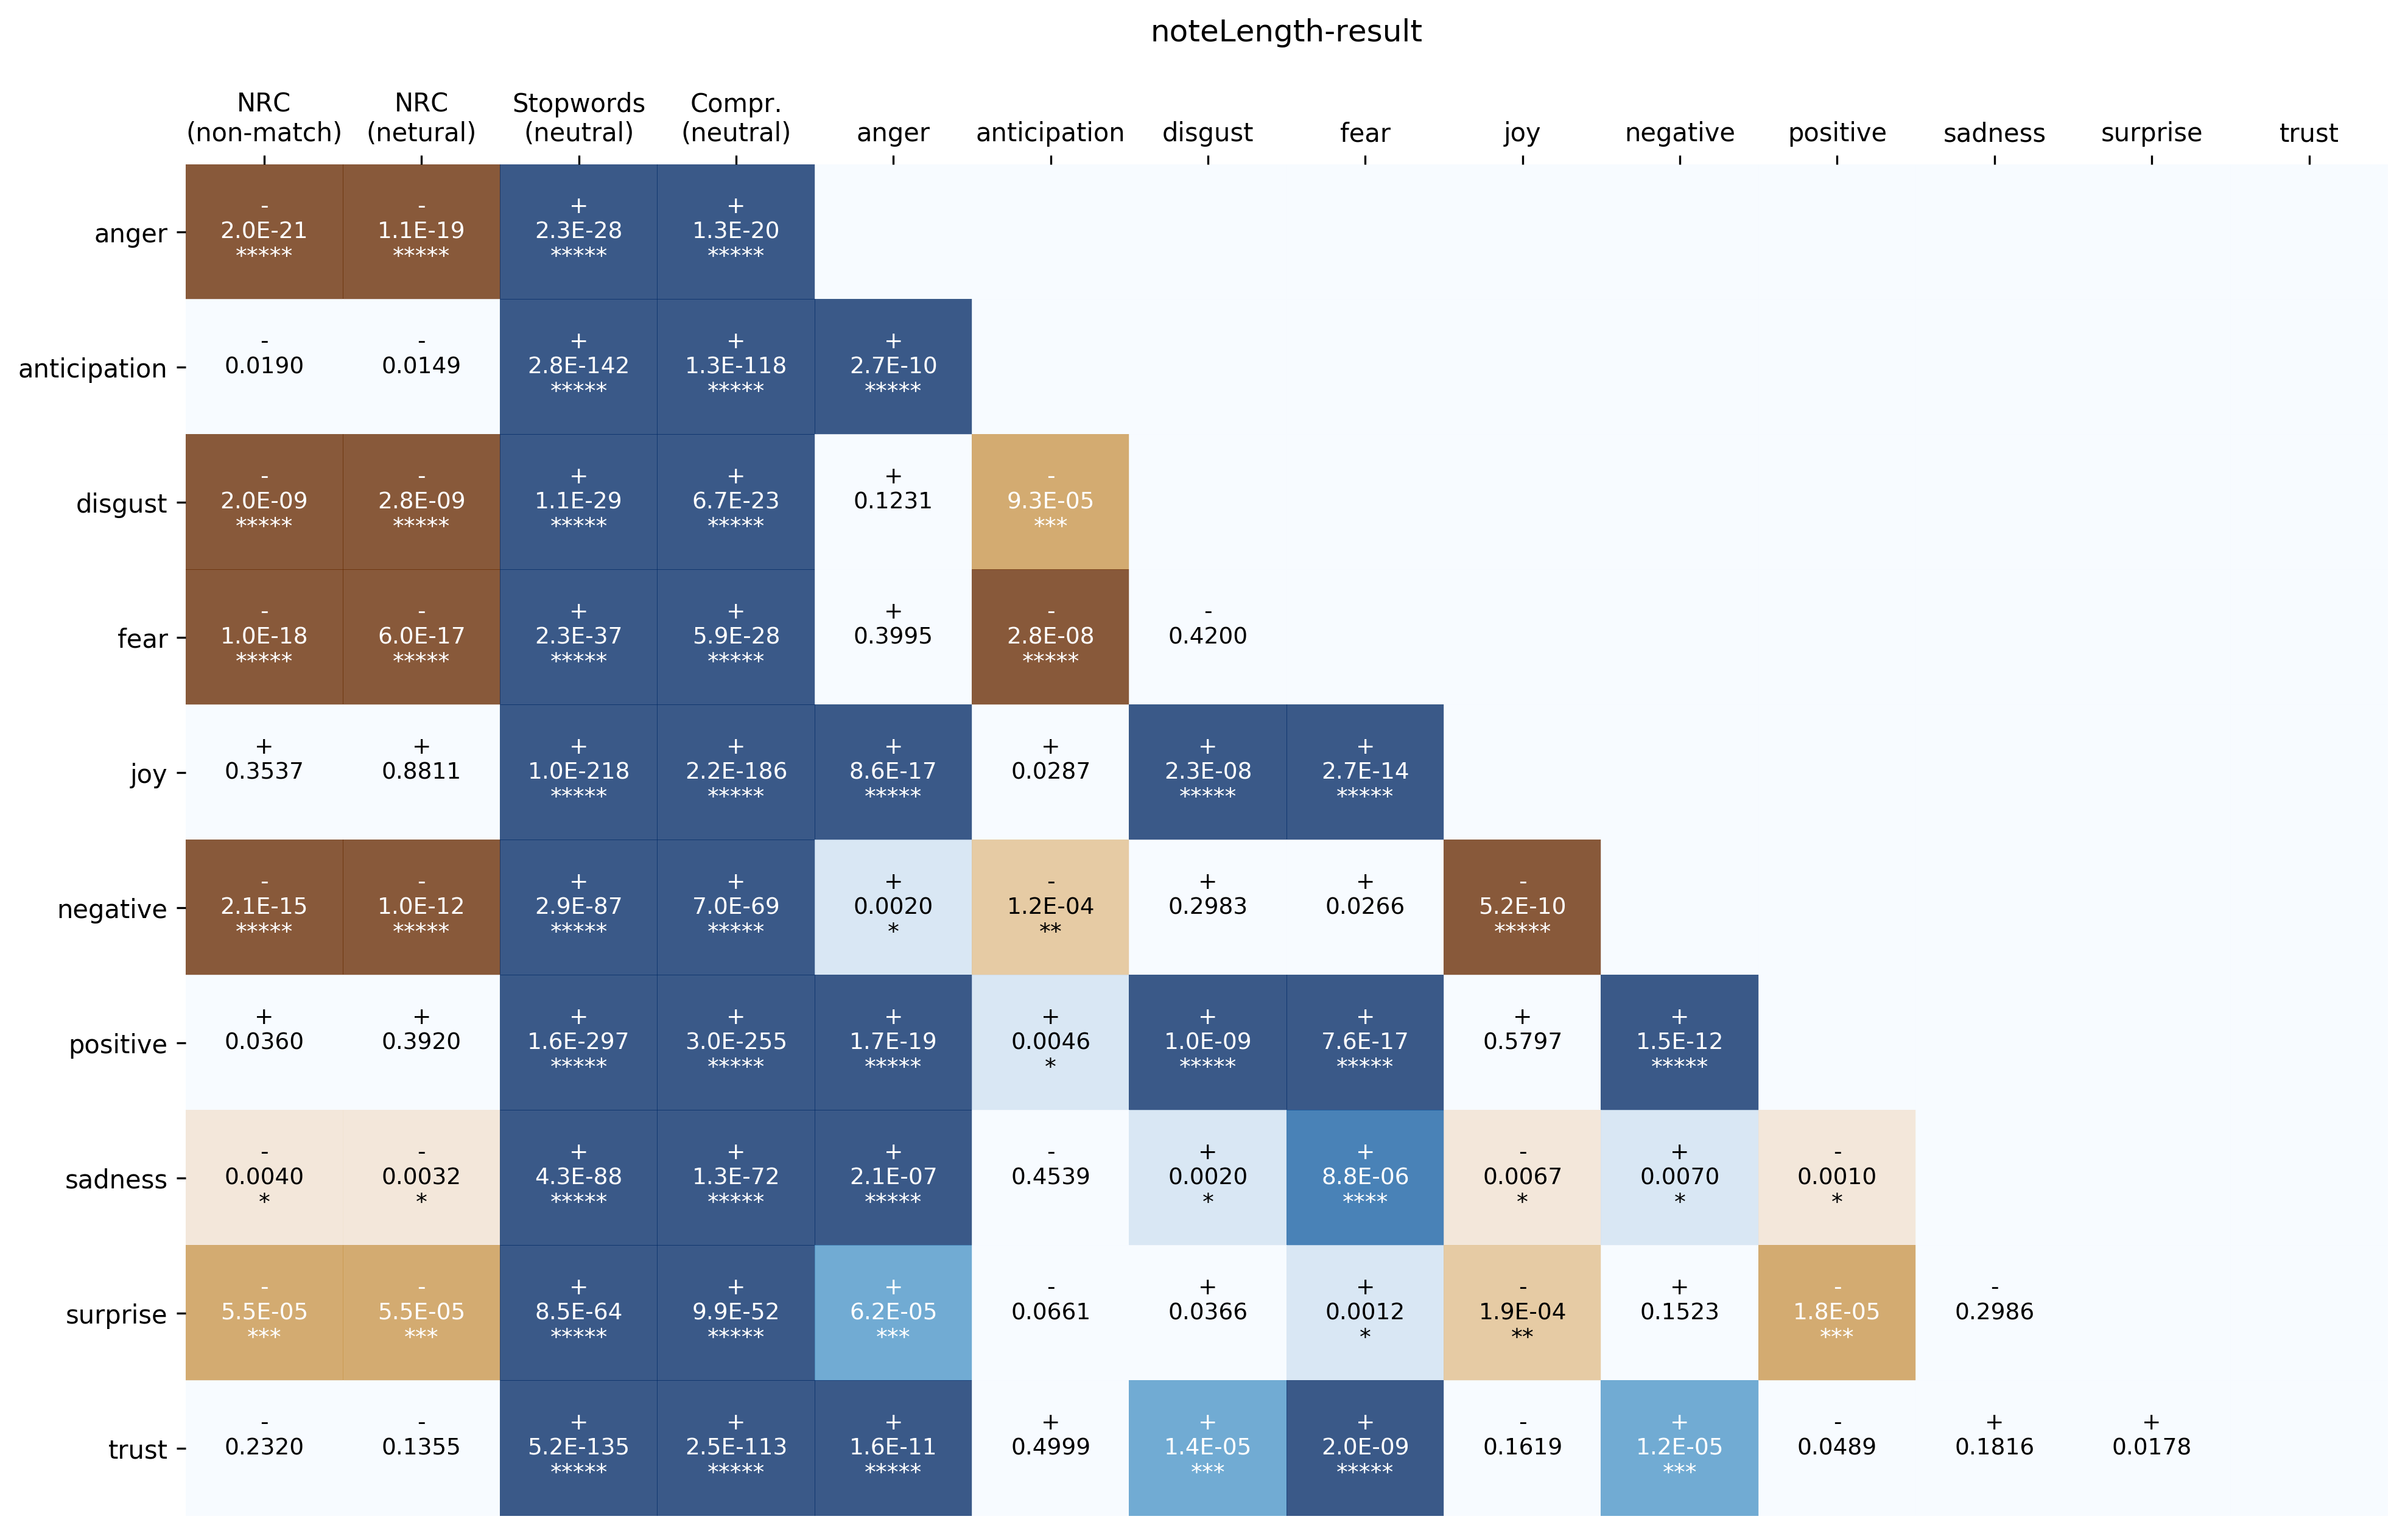 noteLength-result
NRC NRC Stopwords Compr.
(non-match) (netural) (neutral) (neutral) anger anticipation disgust fear joy negative positive sadness surprise trust
- - + +
anger 2.0E-21 1.1E-19 2.3E-28 1.3E-20
***** ***** ***** *****
- - + + +
anticipation 0.0190 0.0149 2.8E-142 1.3E-118 2.7E-10
***** ***** *****
- - + + + -
disgust 2.0E-09 2.8E-09 1.1E-29 6.7E-23 0.1231 9.3E-05
***** ***** ***** ***** ***
- - + + + - -
fear 1.0E-18 6.0E-17 2.3E-37 5.9E-28 0.3995 2.8E-08 0.4200
***** ***** ***** ***** *****
+ + + + + + + +
joy 0.3537 0.8811 1.0E-218 2.2E-186 8.6E-17 0.0287 2.3E-08 2.7E-14
***** ***** ***** ***** *****
- - + + + - + + -
negative 2.1E-15 1.0E-12 2.9E-87 7.0E-69 0.0020 1.2E-04 0.2983 0.0266 5.2E-10
***** ***** ***** ***** * ** *****
+ + + + + + + + + +
positive 0.0360 0.3920 1.6E-297 3.0E-255 1.7E-19 0.0046 1.0E-09 7.6E-17 0.5797 1.5E-12
***** ***** ***** * ***** ***** *****
- - + + + - + + - + -
sadness 0.0040 0.0032 4.3E-88 1.3E-72 2.1E-07 0.4539 0.0020 8.8E-06 0.0067 0.0070 0.0010
* * ***** ***** ***** * **** * * *
- - + + + - + + - + - -
surprise 5.5E-05 5.5E-05 8.5E-64 9.9E-52 6.2E-05 0.0661 0.0366 0.0012 1.9E-04 0.1523 1.8E-05 0.2986
*** *** ***** ***** *** * ** ***
- - + + + + + + - + - + +
trust 0.2320 0.1355 5.2E-135 2.5E-113 1.6E-11 0.4999 1.4E-05 2.0E-09 0.1619 1.2E-05 0.0489 0.1816 0.0178
***** ***** ***** *** ***** ***